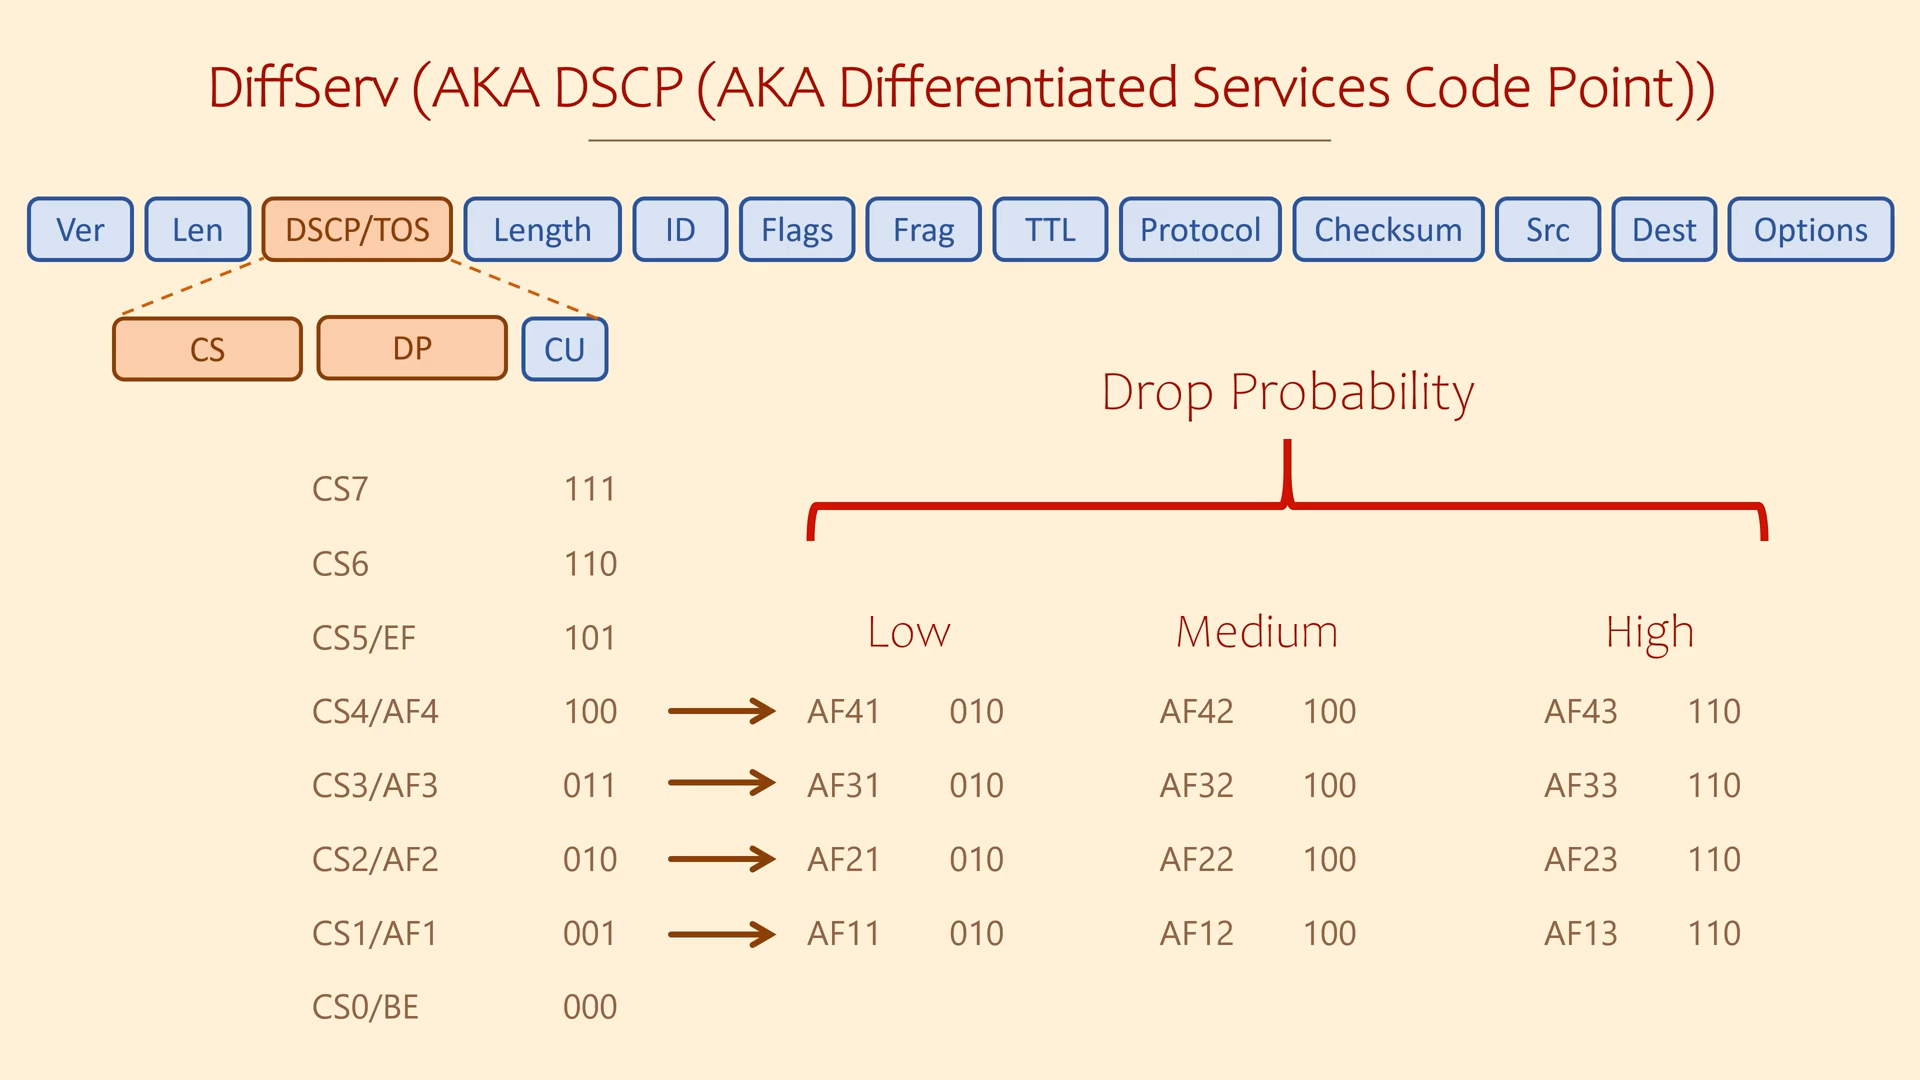 DiffServ (AKA DSCP (AKA Differentiated Services Code Point))
Ver Len DSCP/TOS Length ID Flags Frag TTL Protocol Checksum Src Dest Options
CS DP CU
Drop Probability
CS7 111
CS6 110
CS5/EF 101
Low Medium High
CS4/AF4 100 AF41 010 AF42 100 AF43 110
CS3/AF3 011 AF31 010 AF32 100 AF33 110
CS2/AF2 010 AF21 010 AF22 100 AF23 110
CS1/AF1 001 AF11 010 AF12 100 AF13 110
CS0/BE 000